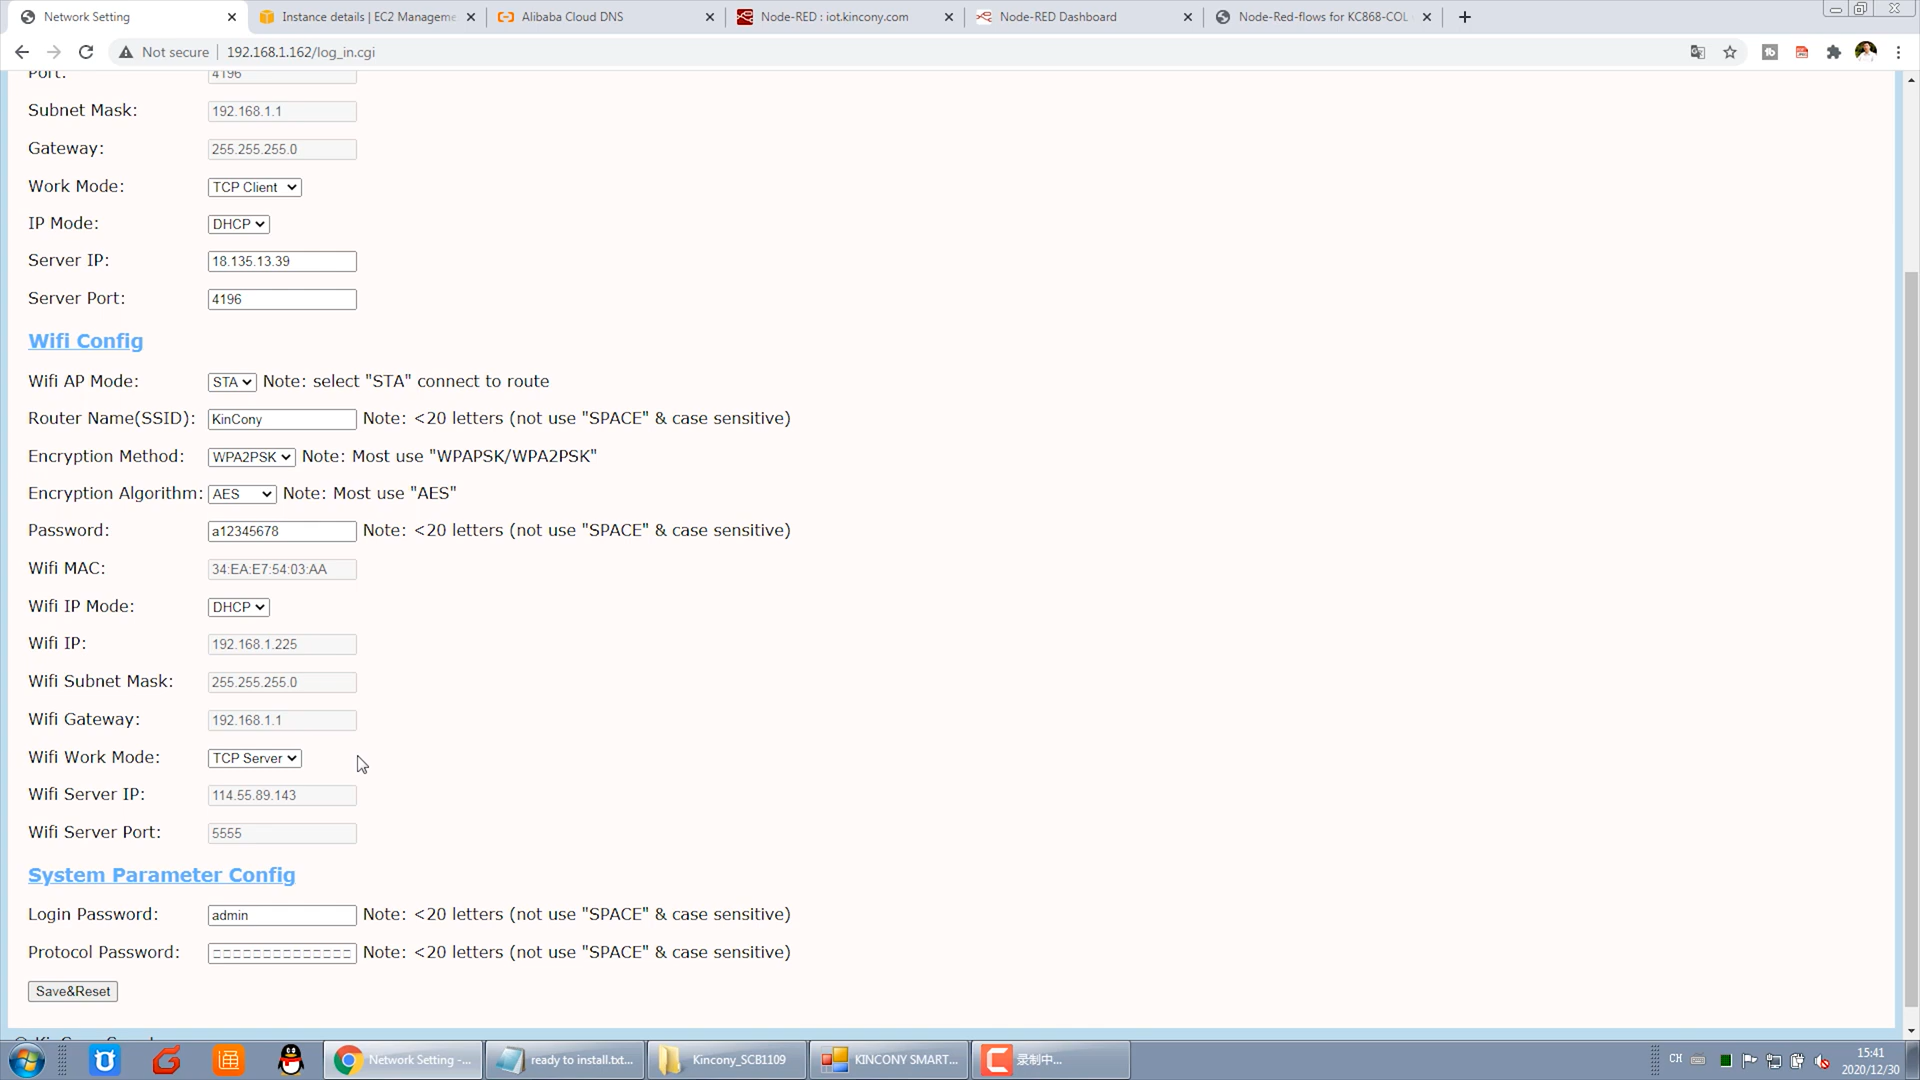 Network Setting
Instance details | EC2 Manageme
Alibaba Cloud DNS
Node-RED : iot.kincony.com
Node-RED Dashboard
Node-Red-flows for KC868-COL
Not secure
192.168.1.162/log_in.cgi
Port: 4196
Subnet Mask: 192.168.1.1
Gateway: 255.255.255.0
Work Mode: TCP Client
IP Mode: DHCP
Server IP: 18.135.13.39
Server Port: 4196
Wifi Config
Wifi AP Mode: STA Note: select "STA" connect to route
Router Name(SSID): KinCony Note: <20 letters (not use "SPACE" & case sensitive)
Encryption Method: WPA2PSK Note: Most use "WPAPSK/WPA2PSK"
Encryption Algorithm: AES Note: Most use "AES"
Password: a12345678 Note: <20 letters (not use "SPACE" & case sensitive)
Wifi MAC: 34:EA:E7:54:03:AA
Wifi IP Mode: DHCP
Wifi IP: 192.168.1.225
Wifi Subnet Mask: 255.255.255.0
Wifi Gateway: 192.168.1.1
Wifi Work Mode: TCP Server
Wifi Server IP: 114.55.89.143
Wifi Server Port: 5555
System Parameter Config
Login Password: admin Note: <20 letters (not use "SPACE" & case sensitive)
Protocol Password: Note: <20 letters (not use "SPACE" & case sensitive)
Save&Reset
Network Setting -...
ready to install.txt...
Kincony_SCB1109
KINCONY SMART...
录制中...
CH
15:41
2020/12/30